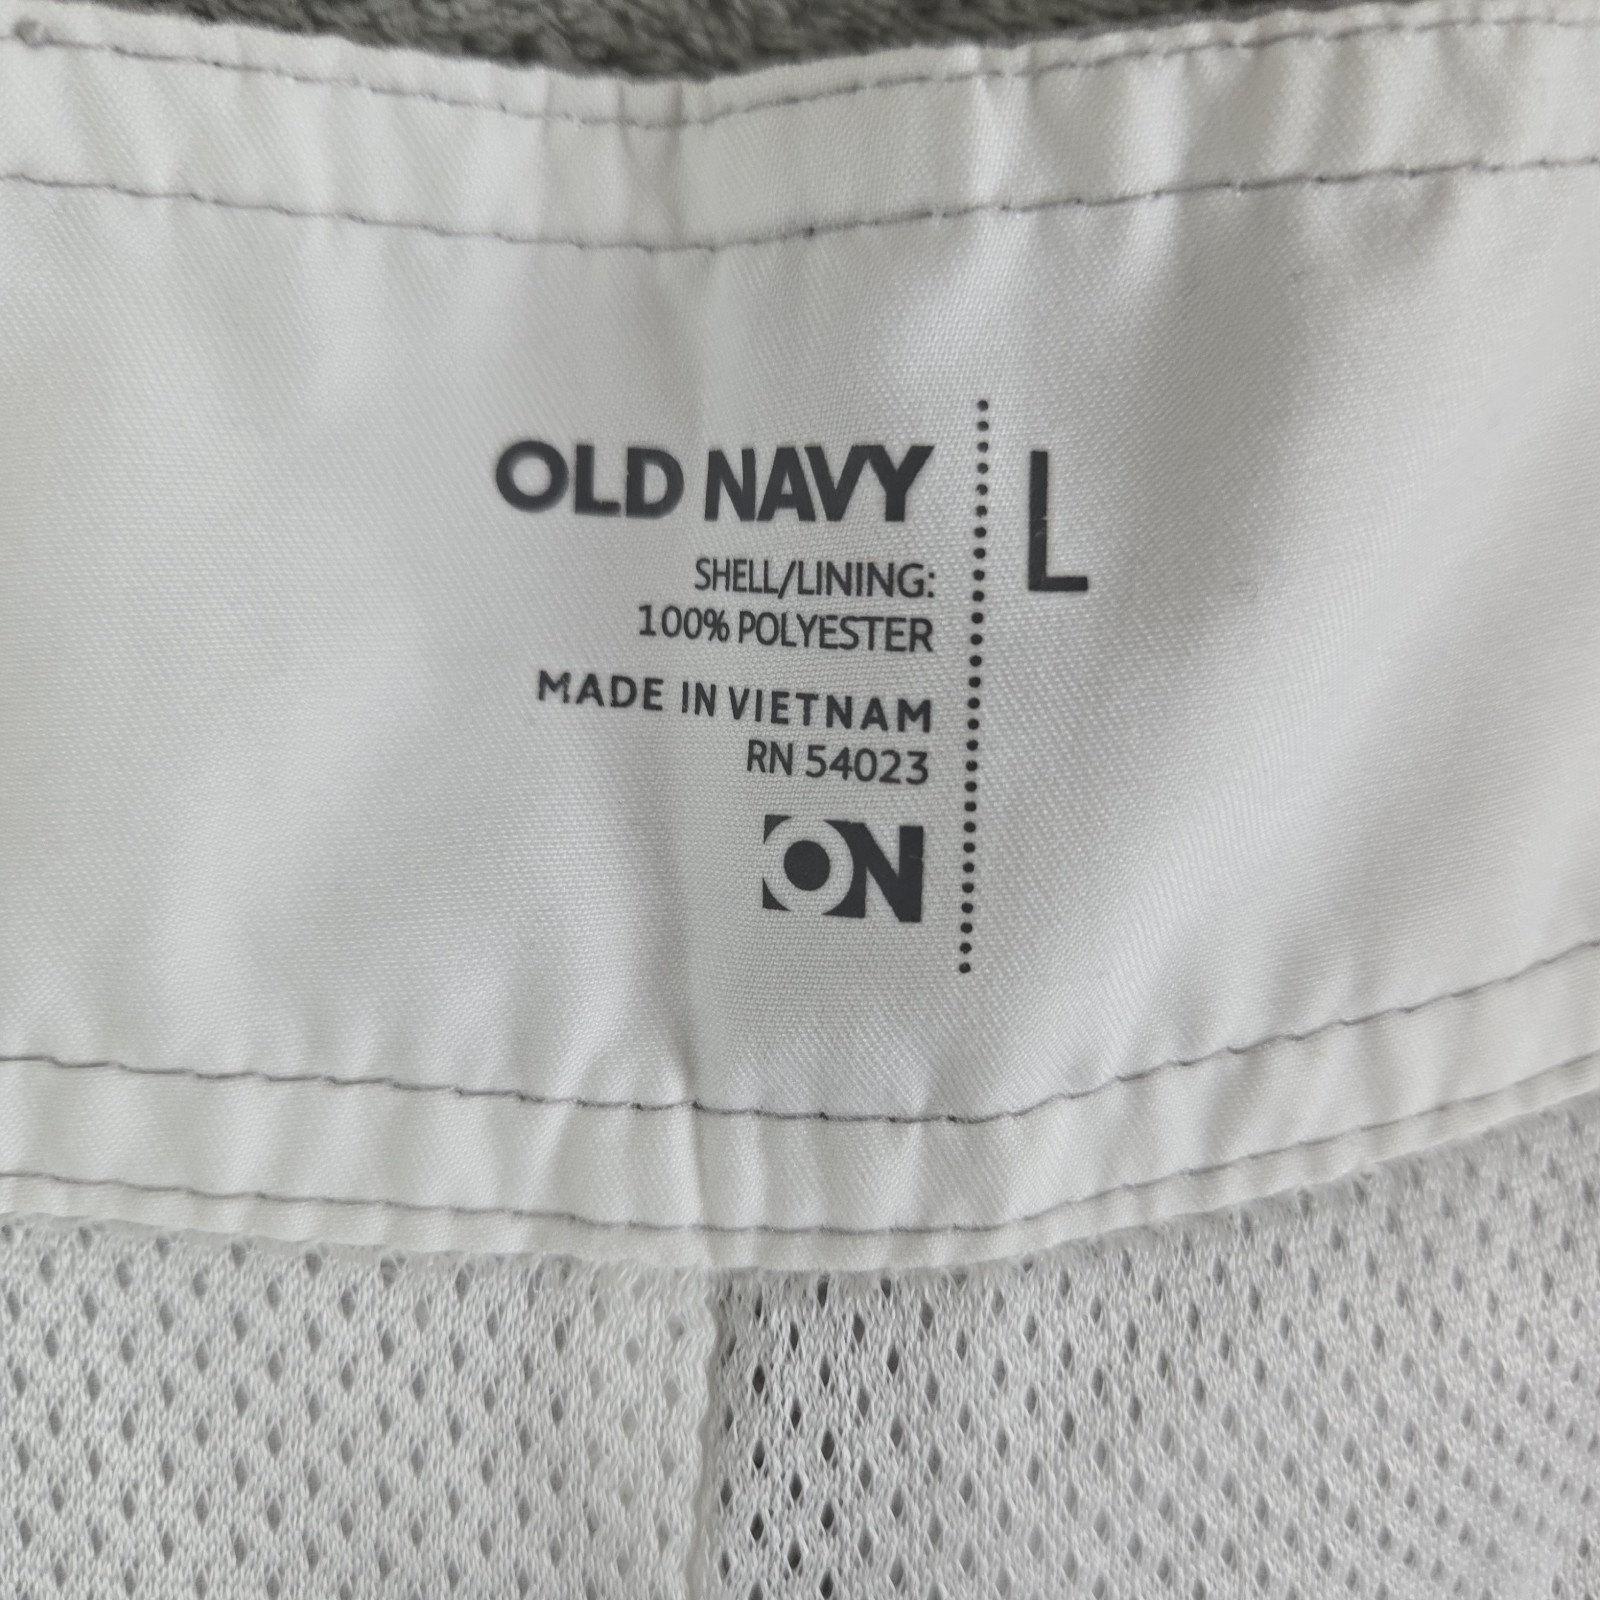 OLD NAVY
L
SHELL/LINING:
100% POLYESTER
MADE IN VIETNAM
RN 54023
ON